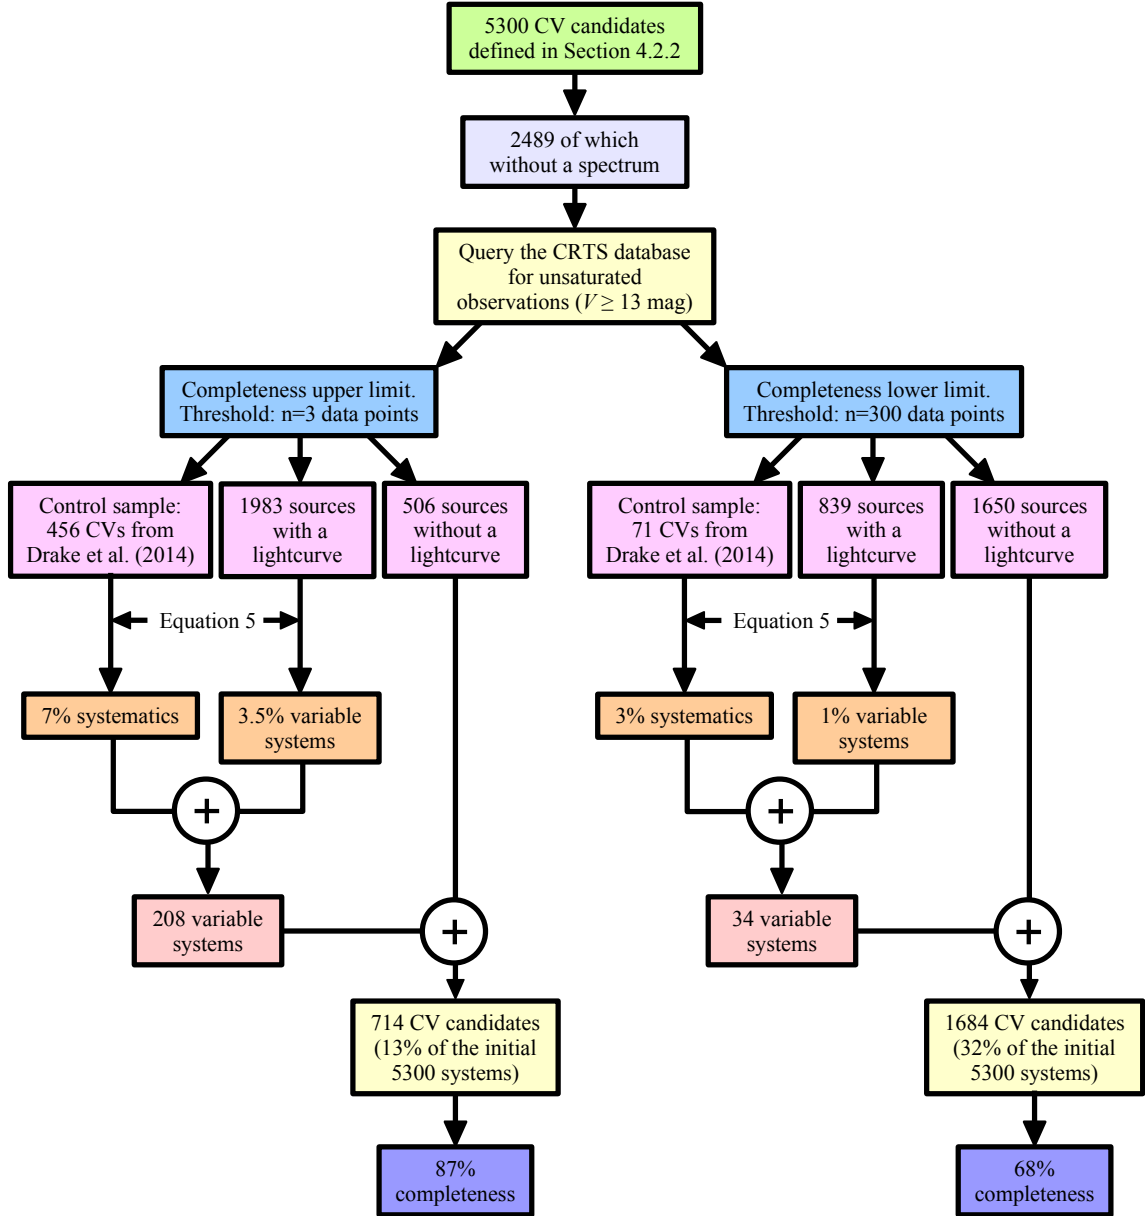 5300 CV candidates
defined in Section 4.2.2
2489 of which
without a spectrum
Query the CRTS database
for unsaturated
observations (V ≥ 13 mag)
Completeness upper limit.
Threshold: n=3 data points
Completeness lower limit.
Threshold: n=300 data points
Control sample:
456 CVs from
Drake et al. (2014)
1983 sources
with a
lightcurve
506 sources
without a
lightcurve
Control sample:
71 CVs from
Drake et al. (2014)
839 sources
with a
lightcurve
1650 sources
without a
lightcurve
Equation 5
Equation 5
7% systematics
3.5% variable
systems
3% systematics
1% variable
systems
+
+
208 variable
systems
+
34 variable
systems
+
714 CV candidates
(13% of the initial
5300 systems)
1684 CV candidates
(32% of the initial
5300 systems)
87%
completeness
68%
completeness